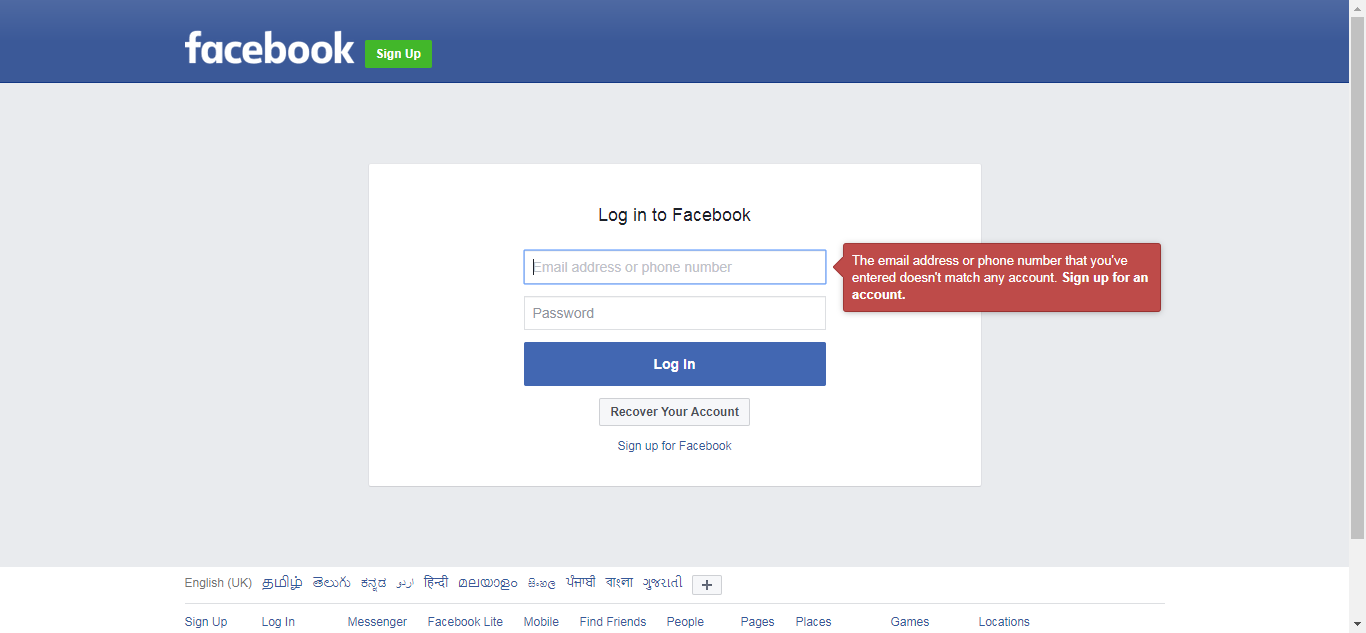 facebook
Sign Up
Log in to Facebook
Email address or phone number
The email address or phone number that you've
entered doesn't match any account. Sign up for an
account.
Password
Log In
Recover Your Account
Sign up for Facebook
English (UK) தமிழ் తెలుగు ಕನ್ನಡ اردو हिन्दी മലയാളം සිංහල ਪੰਜਾਬੀ বাংলা ગુજરાતી +
Sign Up Log In Messenger Facebook Lite Mobile Find Friends People Pages Places Games Locations